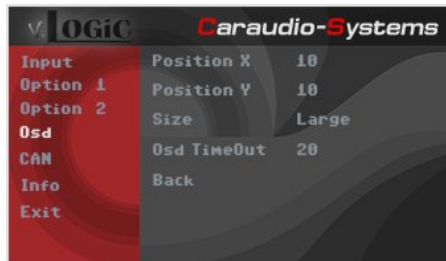 V. LOGiC Caraudio-Systems
Input
Option 1
Option 2
Osd
CAN
Info
Exit
Position X 10
Position Y 10
Size Large
Osd TimeOut 20
Back